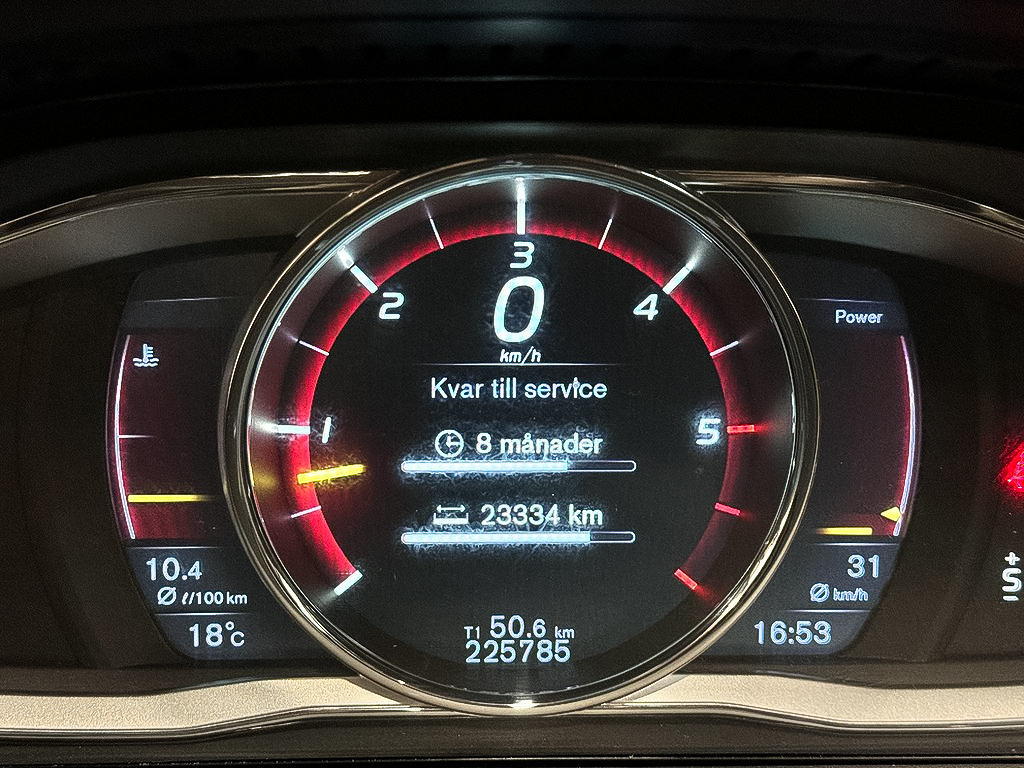 3
2
4
0
km/h
Power
Kvar till service
1
5
8 månader
23334 km
10.4
Ø l/100 km
18°C
T1 50.6 km
225785
31
Ø km/h
16:53
+
S
−